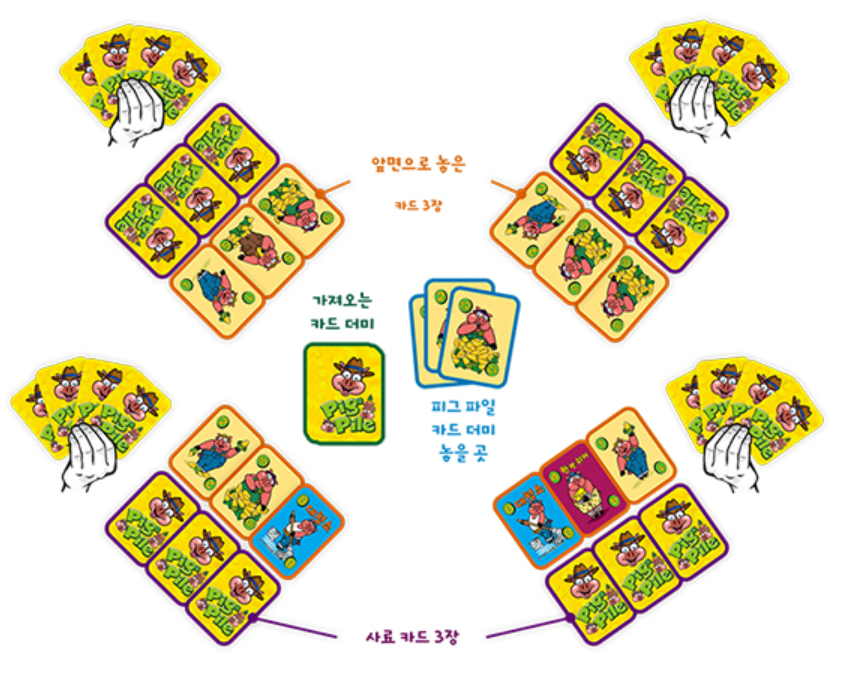 앞면으로 놓은
카드 3장
가져오는
카드 더미
Pig Pile
피그 파일
카드 더미
놓을 곳
사료 카드 3장